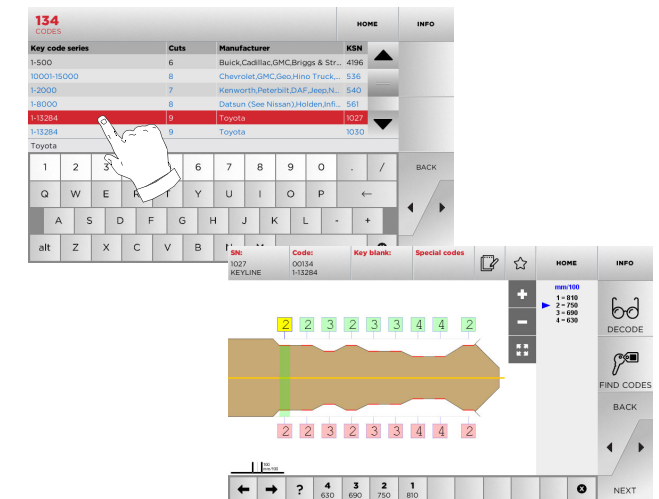 134
CODES
HOME
INFO
Key code series Cuts Manufacturer KSN
1-500 6 Buick,Cadillac,GMC,Briggs & Str... 4196
10001-15000 8 Chevrolet,GMC,Geo,Hino Truck,... 536
1-2000 7 Kenworth,Peterbilt,DAF,Jeep,N... 540
1-8000 8 Datsun (See Nissan),Holden,Infi... 561
1-13284 9 Toyota 1027
1-13284 9 Toyota 1030
Toyota
1 2 3 6 7 8 9 0 . / BACK
Q W E R T Y U I O P ←
A S D F G H J K L - +
alt Z X C V B
SN: Code: Key blank: Special codes HOME INFO
1027 00134
KEYLINE 1-13284
mm/100
1 = 810
2 = 750
3 = 690
4 = 630
DECODE
FIND CODES
BACK
NEXT
2 2 3 2 3 3 4 4 2
2 2 3 2 3 3 4 4 2
100
mm/100
← → ? 4 3 2 1
630 690 750 810